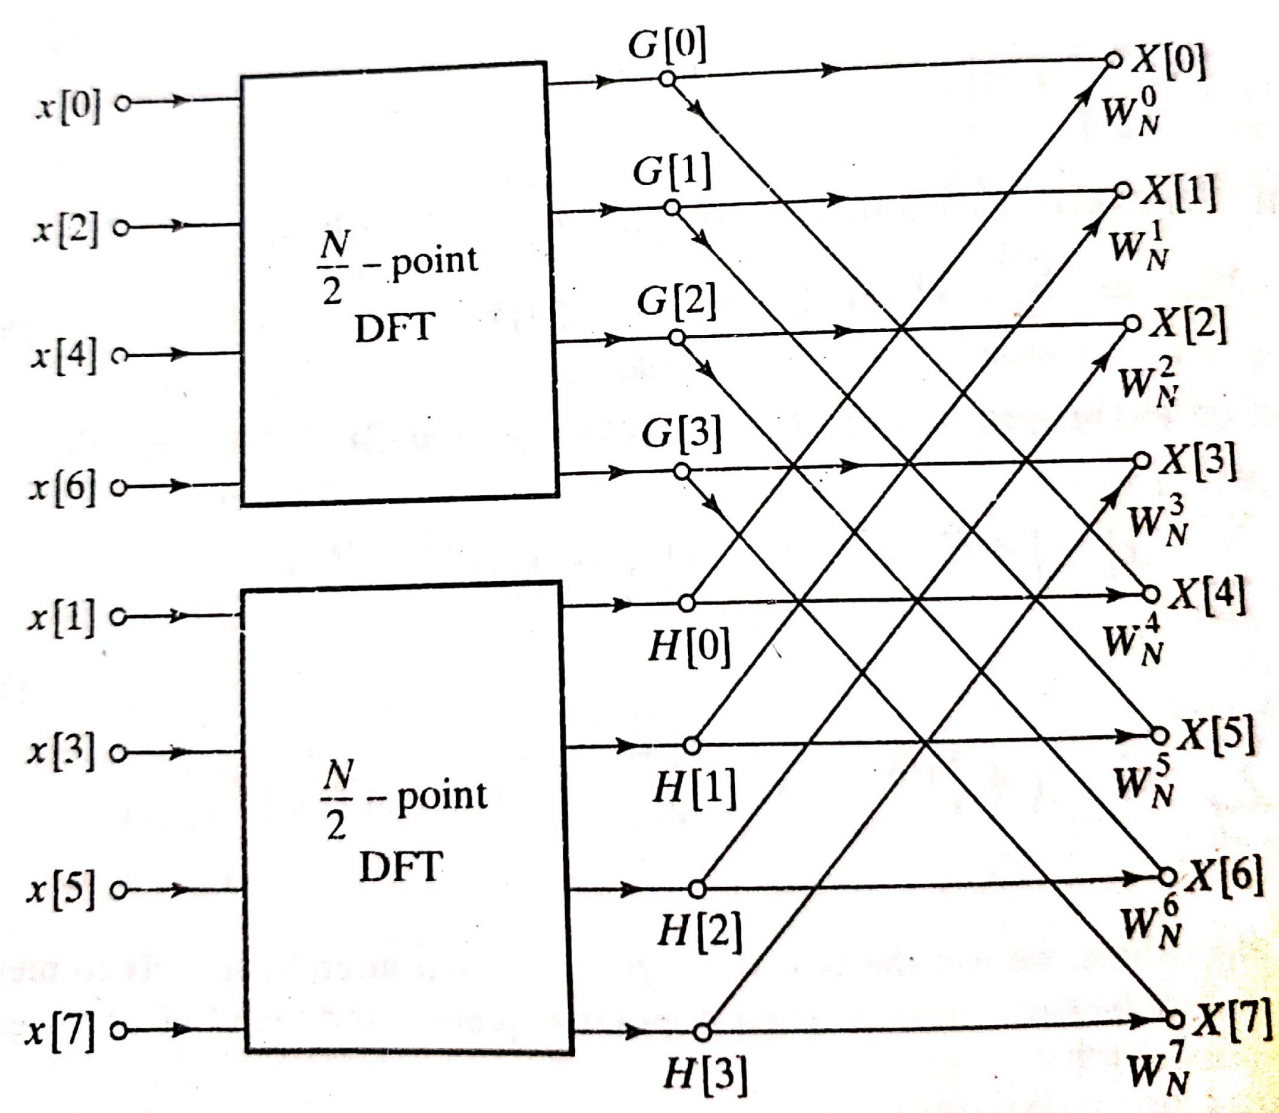 G[0]
X[0]
x[0]
W_N^0
G[1]
X[1]
x[2]
W_N^1
N/2 – point
DFT
G[2]
X[2]
x[4]
W_N^2
G[3]
X[3]
x[6]
W_N^3
X[4]
x[1]
H[0]
W_N^4
X[5]
x[3]
H[1]
W_N^5
N/2 – point
DFT
X[6]
x[5]
H[2]
W_N^6
X[7]
x[7]
H[3]
W_N^7